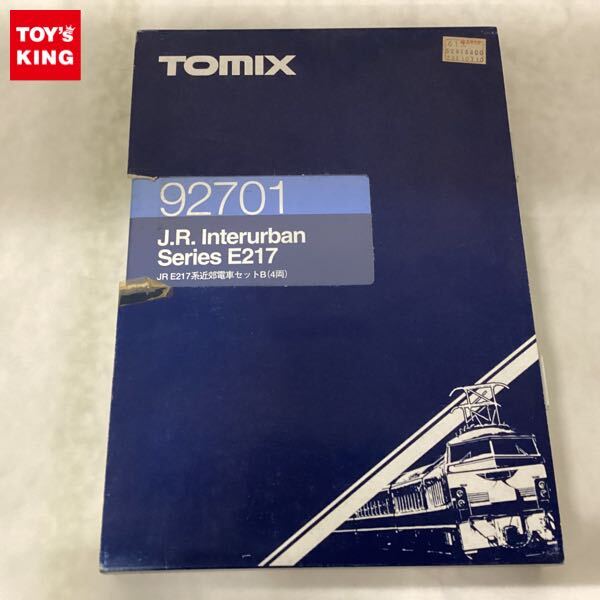 TOY'S
KING
TOMIX
92701
J.R. Interurban
Series E217
JR E217系近郊電車セットB(4両)